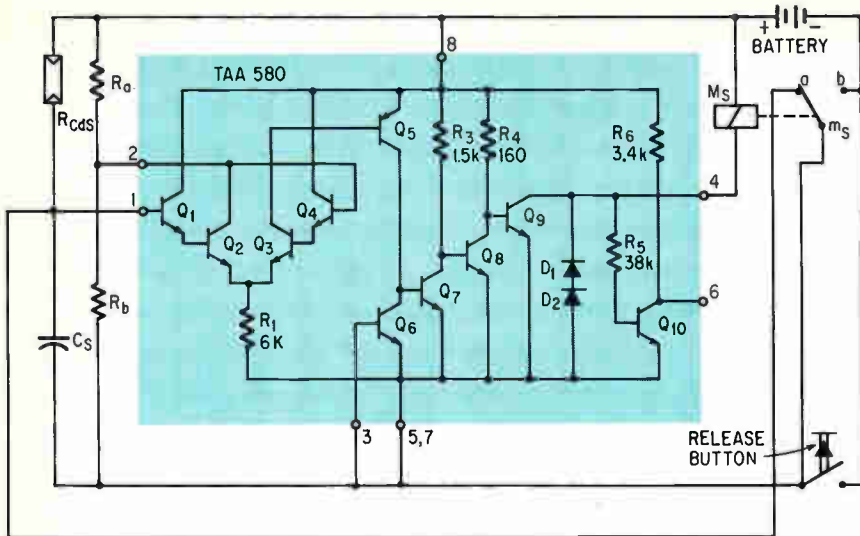 + -
BATTERY
8
TAA 580
Ra
RCdS
a
b
MS
mS
Q5
R3
1.5k
R4
160
R6
3.4k
2
4
1
Q1
Q4
Q9
Q2
Q3
Q8
R5
38k
D1
6
Rb
R1
6K
Q7
D2
Q6
Q10
CS
3
5,7
RELEASE
BUTTON